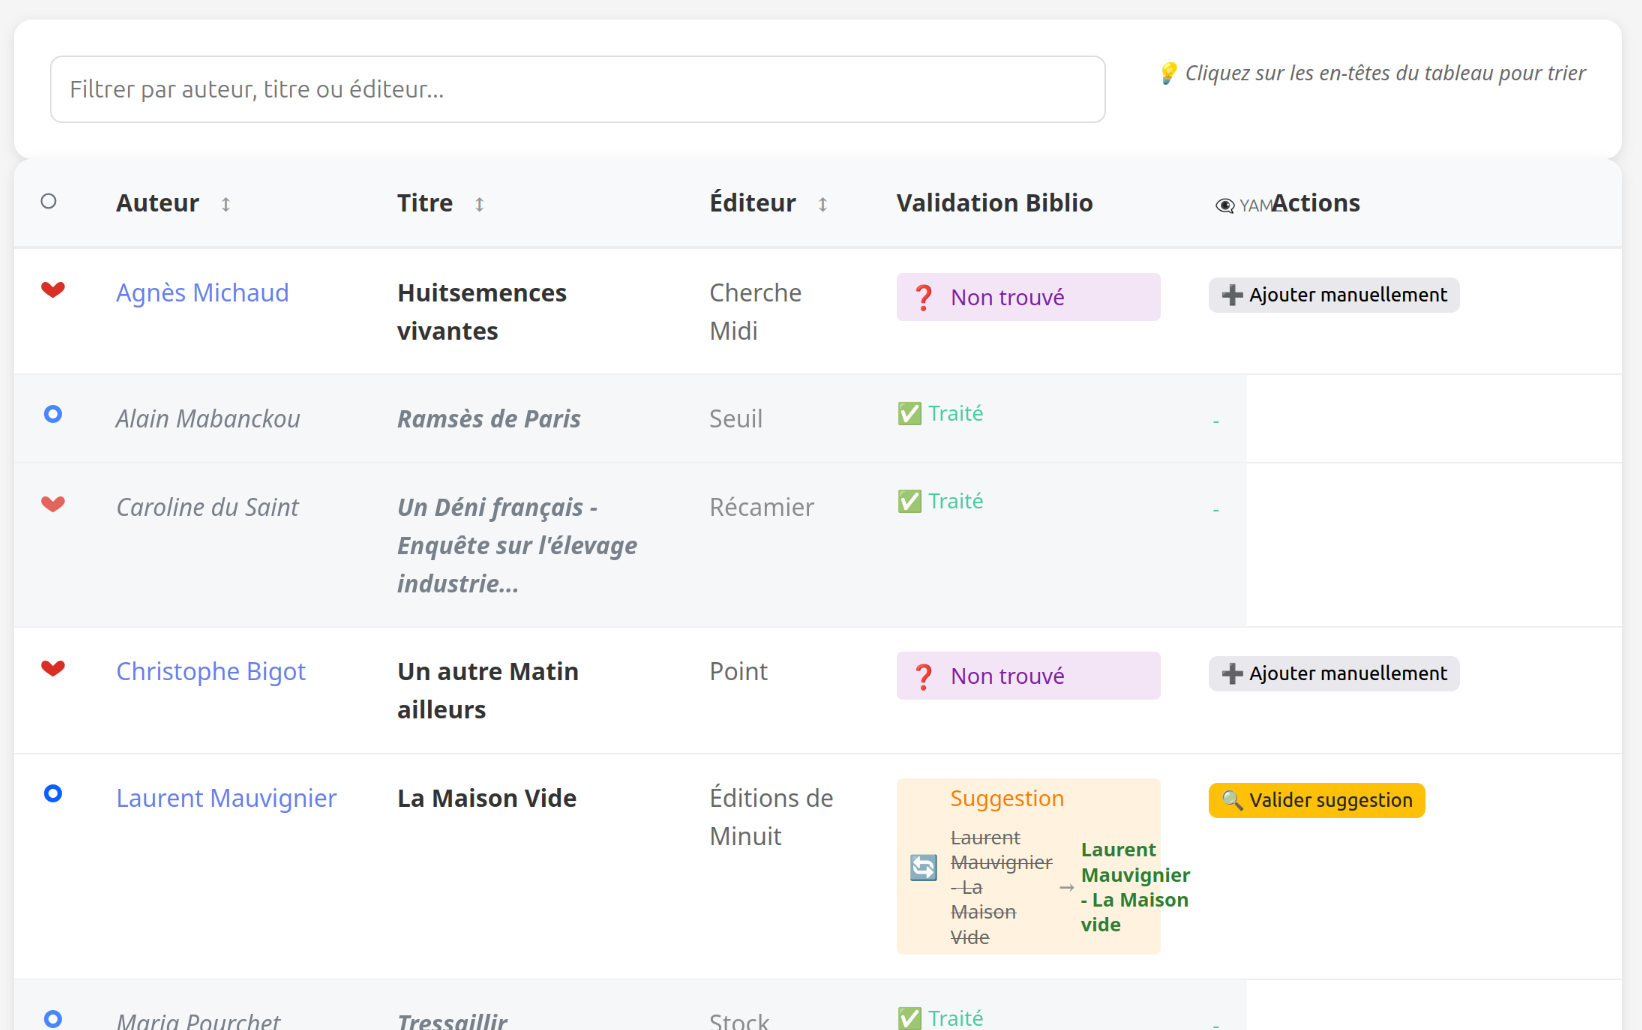 Filtrer par auteur, titre ou éditeur...
💡 Cliquez sur les en-têtes du tableau pour trier
Auteur ↕ Titre ↕ Éditeur ↕ Validation Biblio YAM Actions
Agnès Michaud
Huitsemences
vivantes
Cherche
Midi
❓ Non trouvé
➕ Ajouter manuellement
Alain Mabanckou
Ramsès de Paris
Seuil
✅ Traité
-
Caroline du Saint
Un Déni français -
Enquête sur l'élevage
industrie...
Récamier
✅ Traité
-
Christophe Bigot
Un autre Matin
ailleurs
Point
❓ Non trouvé
➕ Ajouter manuellement
Laurent Mauvignier
La Maison Vide
Éditions de
Minuit
Suggestion
Laurent
Mauvignier
- La
Maison
Vide
→
Laurent
Mauvignier
- La Maison
vide
🔍 Valider suggestion
Maria Pourchet
Tressaillir
Stock
✅ Traité
-